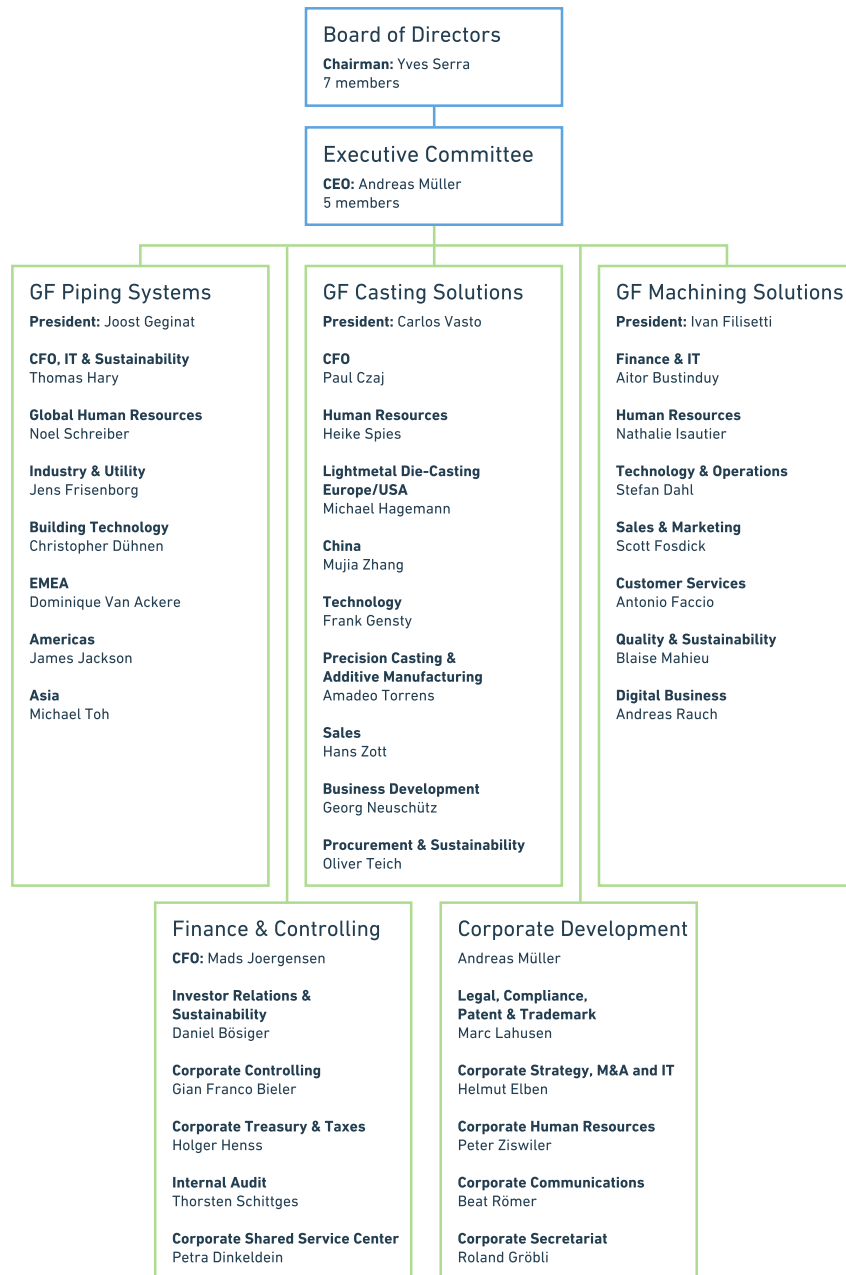 Board of Directors
Chairman: Yves Serra
7 members
Executive Committee
CEO: Andreas Müller
5 members
GF Piping Systems
President: Joost Geginat
CFO, IT & Sustainability
Thomas Hary
Global Human Resources
Noel Schreiber
Industry & Utility
Jens Frisenborg
Building Technology
Christopher Dühnen
EMEA
Dominique Van Ackere
Americas
James Jackson
Asia
Michael Toh
GF Casting Solutions
President: Carlos Vasto
CFO
Paul Czaj
Human Resources
Heike Spies
Lightmetal Die-Casting
Europe/USA
Michael Hagemann
China
Mujia Zhang
Technology
Frank Gensty
Precision Casting &
Additive Manufacturing
Amadeo Torrens
Sales
Hans Zott
Business Development
Georg Neuschütz
Procurement & Sustainability
Oliver Teich
GF Machining Solutions
President: Ivan Filisetti
Finance & IT
Aitor Bustinduy
Human Resources
Nathalie Isautier
Technology & Operations
Stefan Dahl
Sales & Marketing
Scott Fosdick
Customer Services
Antonio Faccio
Quality & Sustainability
Blaise Mahieu
Digital Business
Andreas Rauch
Finance & Controlling
CFO: Mads Joergensen
Investor Relations &
Sustainability
Daniel Bösiger
Corporate Controlling
Gian Franco Bieler
Corporate Treasury & Taxes
Holger Henss
Internal Audit
Thorsten Schittges
Corporate Shared Service Center
Petra Dinkeldein
Corporate Development
Andreas Müller
Legal, Compliance,
Patent & Trademark
Marc Lahusen
Corporate Strategy, M&A and IT
Helmut Elben
Corporate Human Resources
Peter Ziswiler
Corporate Communications
Beat Römer
Corporate Secretariat
Roland Gröbli